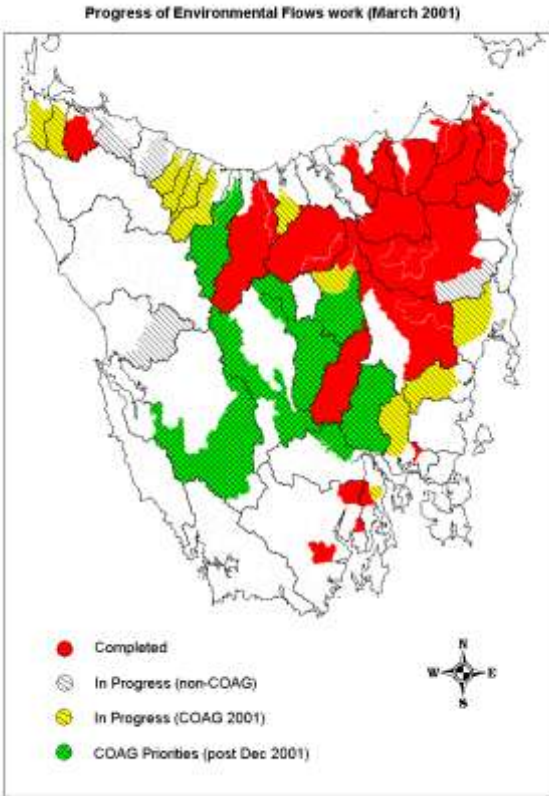 Progress of Environmental Flows work (March 2001)
Completed
In Progress (non-COAG)
In Progress (COAG 2001)
COAG Priorities (post Dec 2001)
N
W E
S